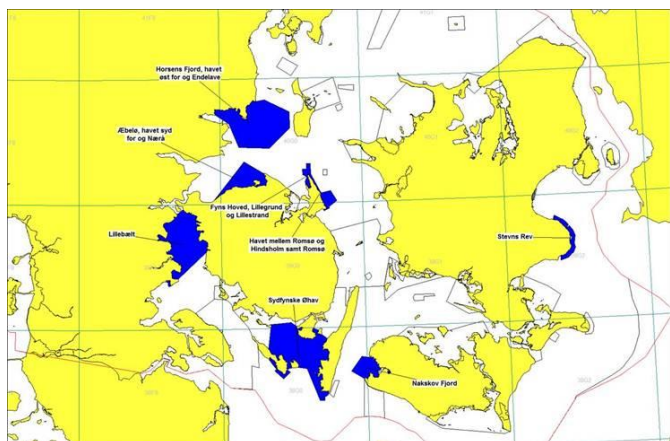 Horsens Fjord, havet
øst for og Endelave
Æbelø, havet syd
for og Nærå
Fyns Hoved, Lillegrund
og Lillestrand
Havet mellem Romsø og
Hindsholm samt Romsø
Lillebælt
Stevns Rev
Sydfynske Øhav
Nakskov Fjord